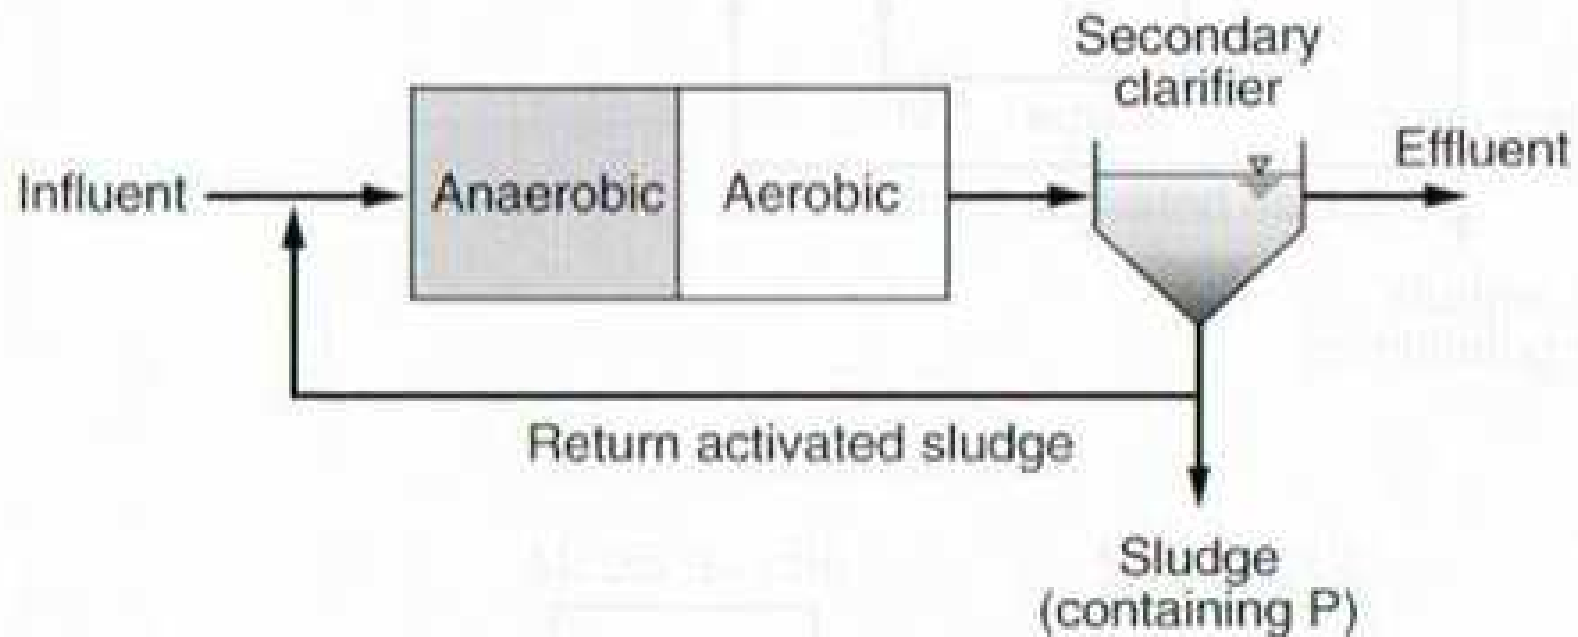 Secondary
clarifier
Effluent
Influent
Anaerobic
Aerobic
Return activated sludge
Sludge
(containing P)